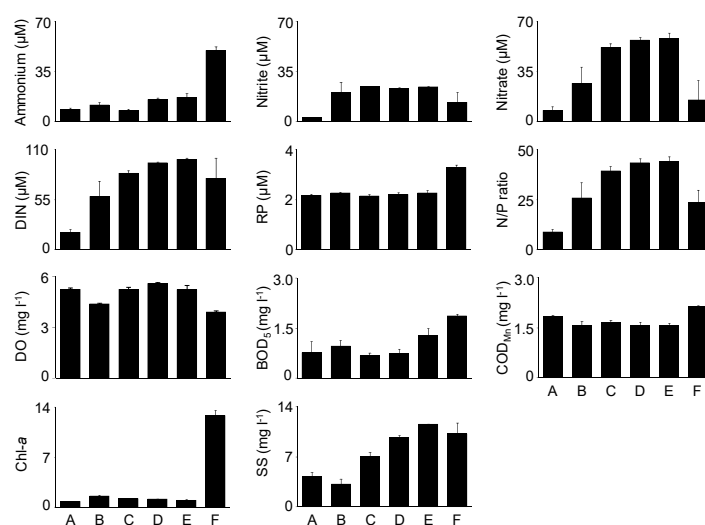 Ammonium (μM)
70
35
0
Nitrite (μM)
70
35
0
Nitrate (μM)
70
35
0
DIN (μM)
110
55
0
RP (μM)
4
2
0
N/P ratio
50
25
0
DO (mg l⁻¹)
6
3
0
BOD₅ (mg l⁻¹)
3.0
1.5
0
COD_Mn (mg l⁻¹)
3.0
1.5
0
A B C D E F
Chl-a
14
7
0
A B C D E F
SS (mg l⁻¹)
14
7
0
A B C D E F